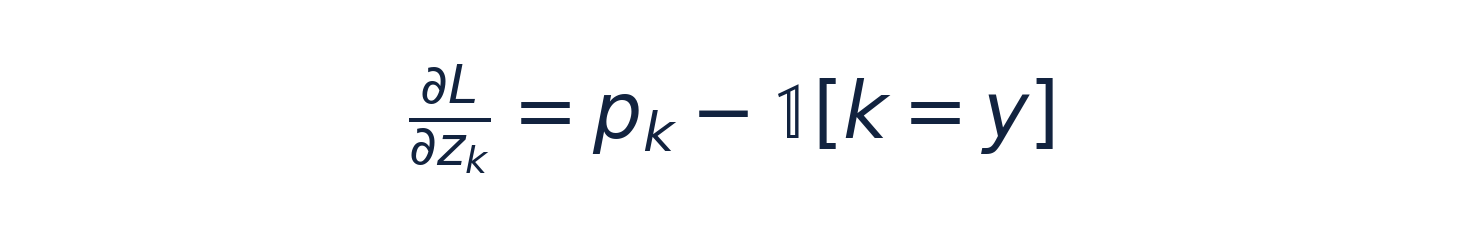 ∂L/∂z_k = p_k − 𝟙[k = y]